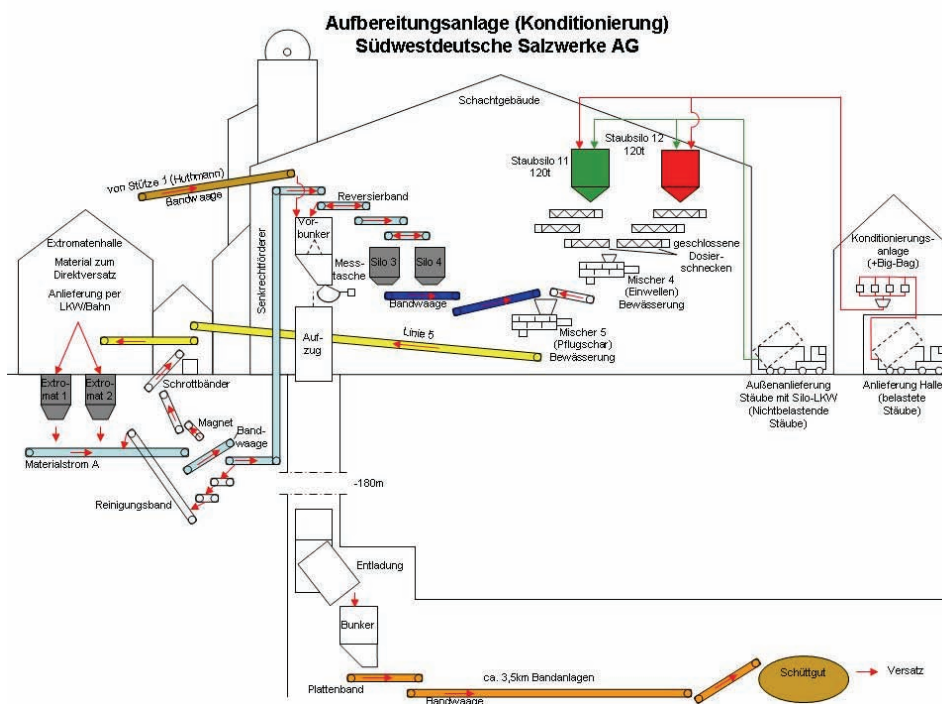 Aufbereitungsanlage (Konditionierung)
Südwestdeutsche Salzwerke AG
Schachtgebäude
Staubsilo 11
120t
Staubsilo 12
120t
von Stütze 1 (Huthmann)
Bandwaage
Reversierband
Extromatenhalle
Material zum
Direktversatz
Anlieferung per
LKW/Bahn
Senkrechtförderer
Vor-
bunker
Mess-
tasche
Silo 3
Silo 4
Bandwaage
geschlossene
Dosier-
schnecken
Mischer 4
(Einwellen)
Bewässerung
Mischer 5
(Pflugschar)
Bewässerung
Konditionierungs-
anlage
(+Big-Bag)
Auf-
zug
Linie 5
Extro-
mat 1
Extro-
mat 2
Schrottbänder
Magnet
Band-
waage
Materialstrom A
Reinigungsband
Außenanlieferung
Stäube mit Silo-LKW
(Nichtbelastende
Stäube)
Anlieferung Halle
(belastete
Stäube)
-180m
Entladung
Bunker
Plattenband
ca. 3,5km Bandanlagen
Bandwaage
Schüttgut
Versatz